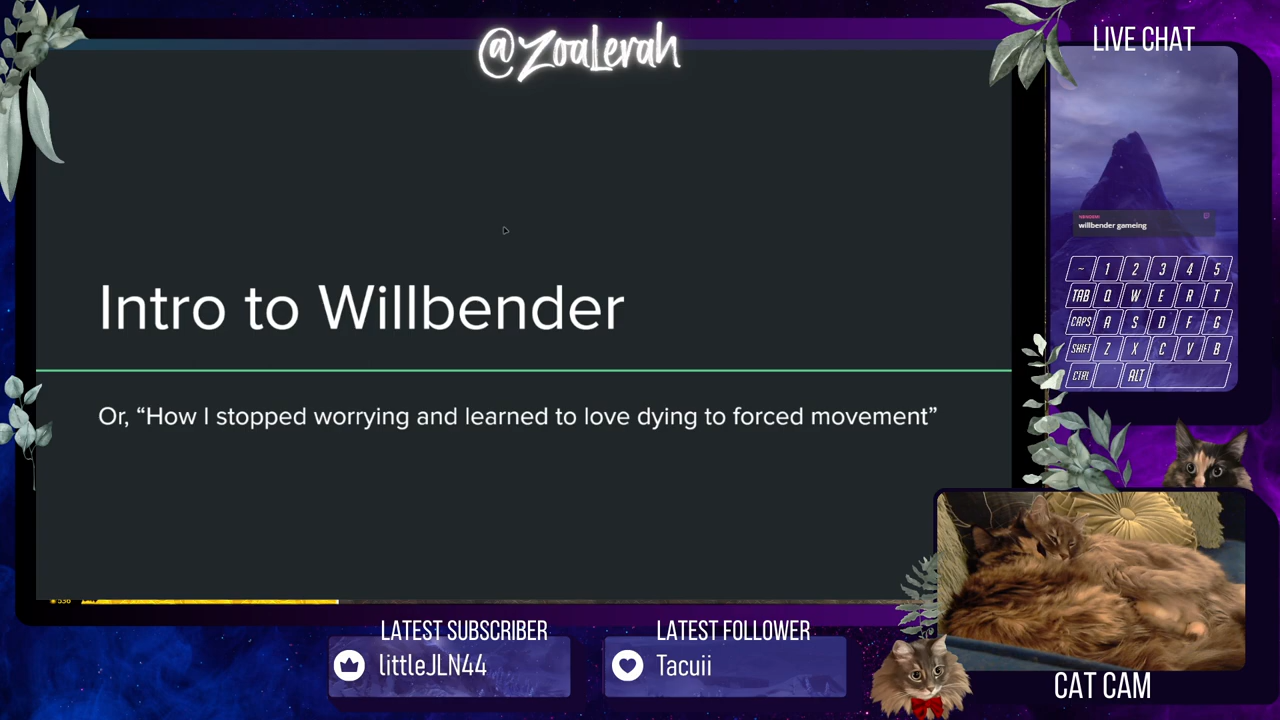 @ZoaLerah
LIVE CHAT
willbender gameing
~ 1 2 3 4 5
TAB Q W E R T
CAPS A S D F G
SHIFT Z X C V B
CTRL ALT
Intro to Willbender
Or, “How I stopped worrying and learned to love dying to forced movement”
LATEST SUBSCRIBER
littleJLN44
LATEST FOLLOWER
Tacuii
CAT CAM